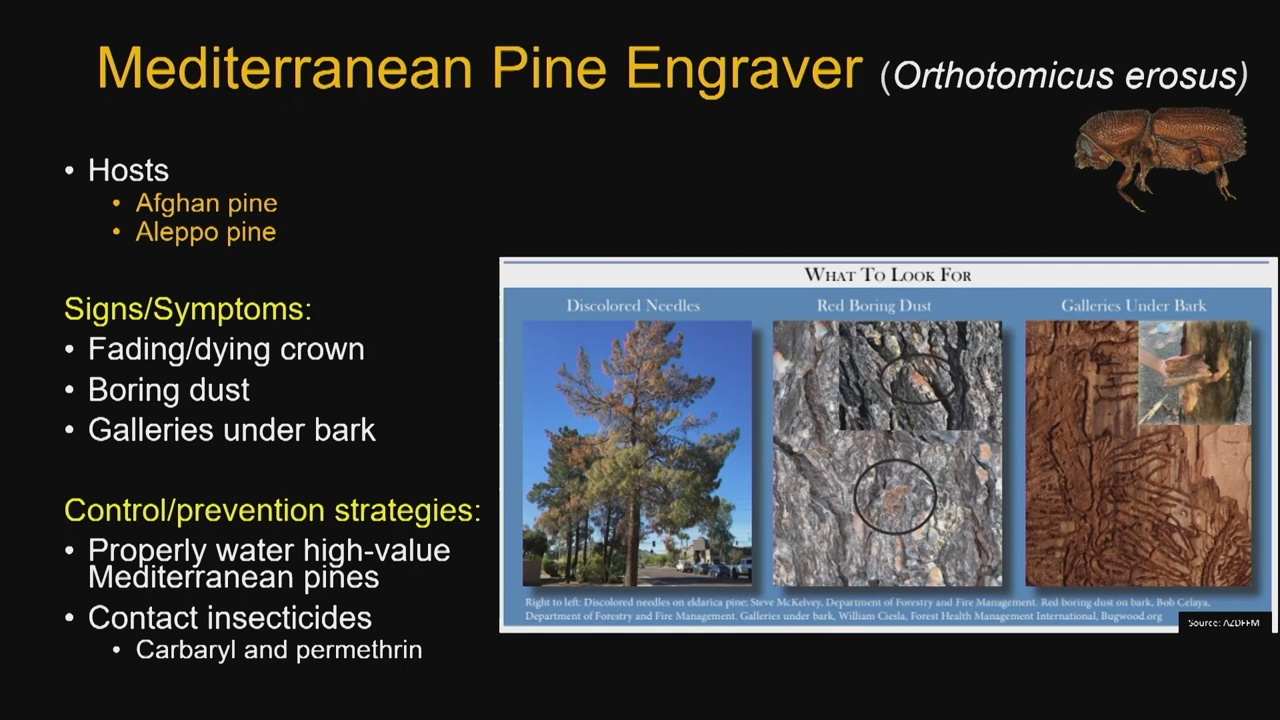 Mediterranean Pine Engraver (Orthotomicus erosus)
• Hosts
• Afghan pine
• Aleppo pine
Signs/Symptoms:
• Fading/dying crown
• Boring dust
• Galleries under bark
Control/prevention strategies:
• Properly water high-value
Mediterranean pines
• Contact insecticides
• Carbaryl and permethrin
What To Look For
Discolored Needles
Red Boring Dust
Galleries Under Bark
Right to left: Discolored needles on eldarica pine; Steve McKelvey, Department of Forestry and Fire Management. Red boring dust on bark, Bob Celaya,
Department of Forestry and Fire Management. Galleries under bark, William Ciesla, Forest Health Management International, Bugwood.org
Source: AZDFFM